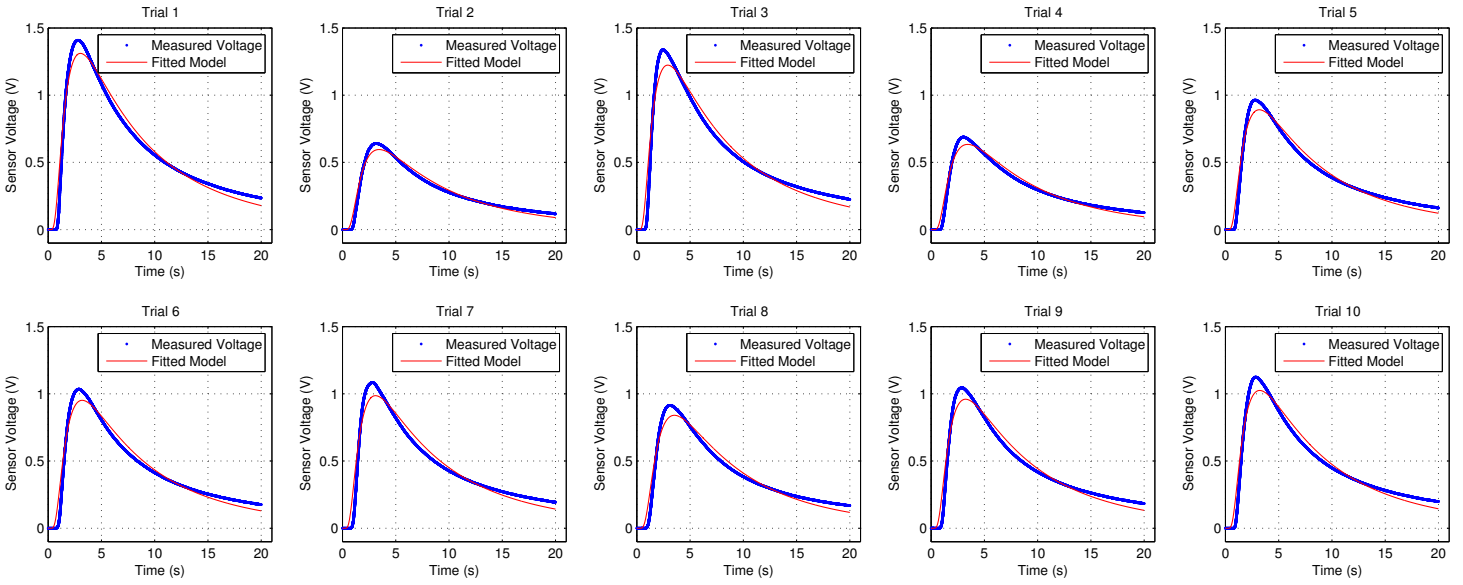 Trial 1
Trial 2
Trial 3
Trial 4
Trial 5
1.5
1
0.5
0
Sensor Voltage (V)
Measured Voltage
Fitted Model
0 5 10 15 20
Time (s)
1.5
1
0.5
0
Sensor Voltage (V)
Measured Voltage
Fitted Model
0 5 10 15 20
Time (s)
1.5
1
0.5
0
Sensor Voltage (V)
Measured Voltage
Fitted Model
0 5 10 15 20
Time (s)
1.5
1
0.5
0
Sensor Voltage (V)
Measured Voltage
Fitted Model
0 5 10 15 20
Time (s)
1.5
1
0.5
0
Sensor Voltage (V)
Measured Voltage
Fitted Model
0 5 10 15 20
Time (s)
Trial 6
Trial 7
Trial 8
Trial 9
Trial 10
1.5
1
0.5
0
Sensor Voltage (V)
Measured Voltage
Fitted Model
0 5 10 15 20
Time (s)
1.5
1
0.5
0
Sensor Voltage (V)
Measured Voltage
Fitted Model
0 5 10 15 20
Time (s)
1.5
1
0.5
0
Sensor Voltage (V)
Measured Voltage
Fitted Model
0 5 10 15 20
Time (s)
1.5
1
0.5
0
Sensor Voltage (V)
Measured Voltage
Fitted Model
0 5 10 15 20
Time (s)
1.5
1
0.5
0
Sensor Voltage (V)
Measured Voltage
Fitted Model
0 5 10 15 20
Time (s)